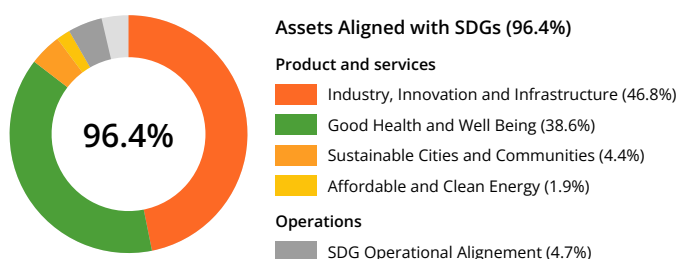 Assets Aligned with SDGs (96.4%)
Product and services
Industry, Innovation and Infrastructure (46.8%)
Good Health and Well Being (38.6%)
Sustainable Cities and Communities (4.4%)
Affordable and Clean Energy (1.9%)
Operations
SDG Operational Alignement (4.7%)
96.4%